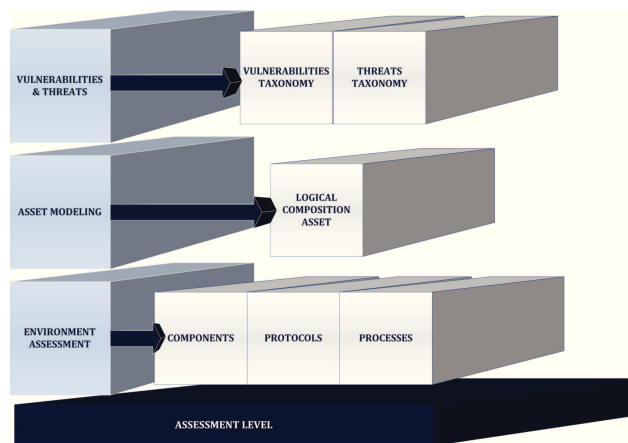 VULNERABILITIES
& THREATS
VULNERABILITIES
TAXONOMY
THREATS
TAXONOMY
ASSET MODELING
LOGICAL
COMPOSITION
ASSET
ENVIRONMENT
ASSESSMENT
COMPONENTS
PROTOCOLS
PROCESSES
ASSESSMENT LEVEL